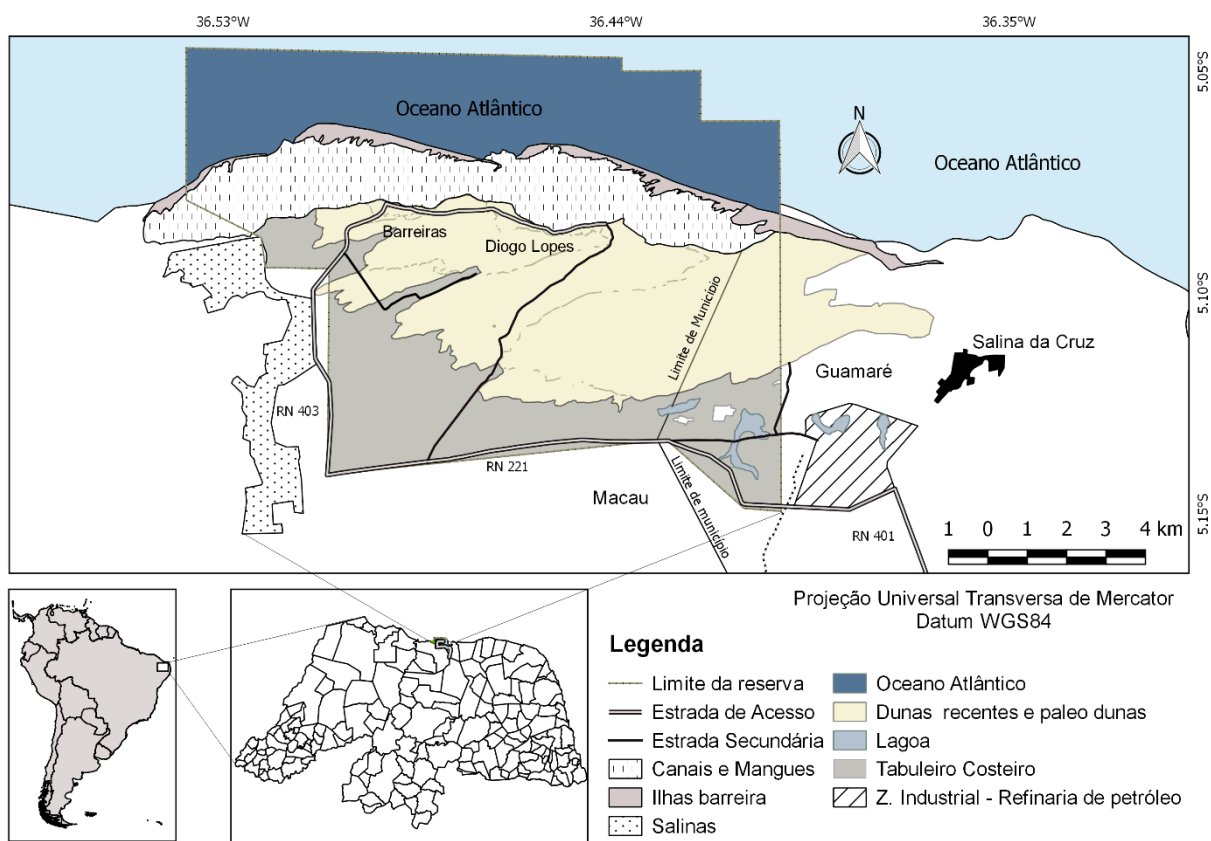 36.53°W
36.44°W
36.35°W
5.05°S
Oceano Atlântico
N
Oceano Atlântico
Barreiras
Diogo Lopes
5.10°S
Limite de Município
Salina da Cruz
Guamaré
RN 403
RN 221
Macau
Limite de município
RN 401
5.15°S
1 0 1 2 3 4 km
Projeção Universal Transversa de Mercator
Datum WGS84
Legenda
Limite da reserva
Estrada de Acesso
Estrada Secundária
Canais e Mangues
Ilhas barreira
Salinas
Oceano Atlântico
Dunas recentes e paleo dunas
Lagoa
Tabuleiro Costeiro
Z. Industrial - Refinaria de petróleo